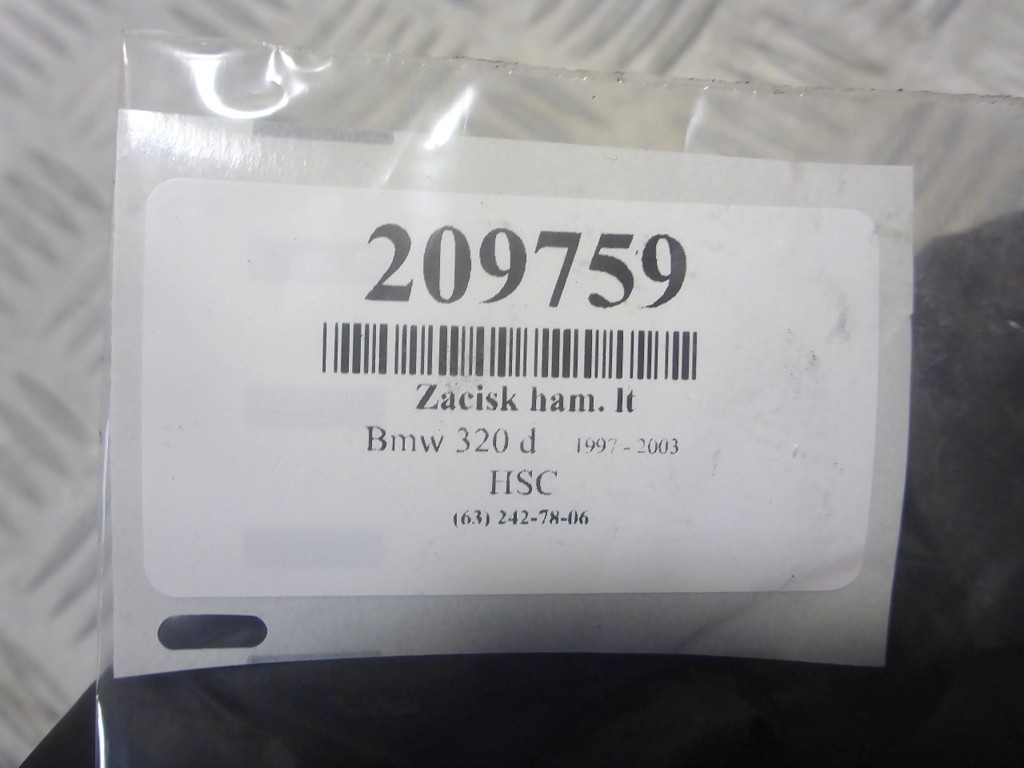 209759
Zacisk ham. lt
Bmw 320 d 1997 - 2003
HSC
(63) 242-78-06